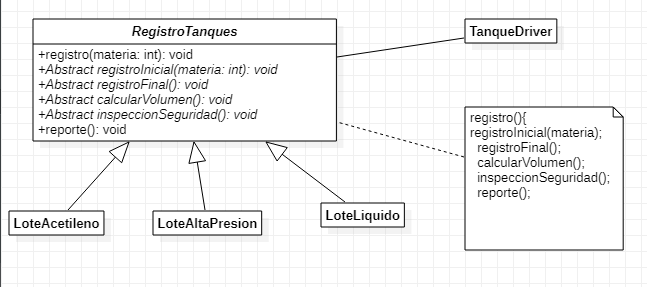 RegistroTanques
+registro(materia: int): void
+Abstract registroInicial(materia: int): void
+Abstract registroFinal(): void
+Abstract calcularVolumen(): void
+Abstract inspeccionSeguridad(): void
+reporte(): void
TanqueDriver
registro(){
registroInicial(materia);
registroFinal();
calcularVolumen();
inspeccionSeguridad();
reporte();
LoteAcetileno
LoteAltaPresion
LoteLiquido